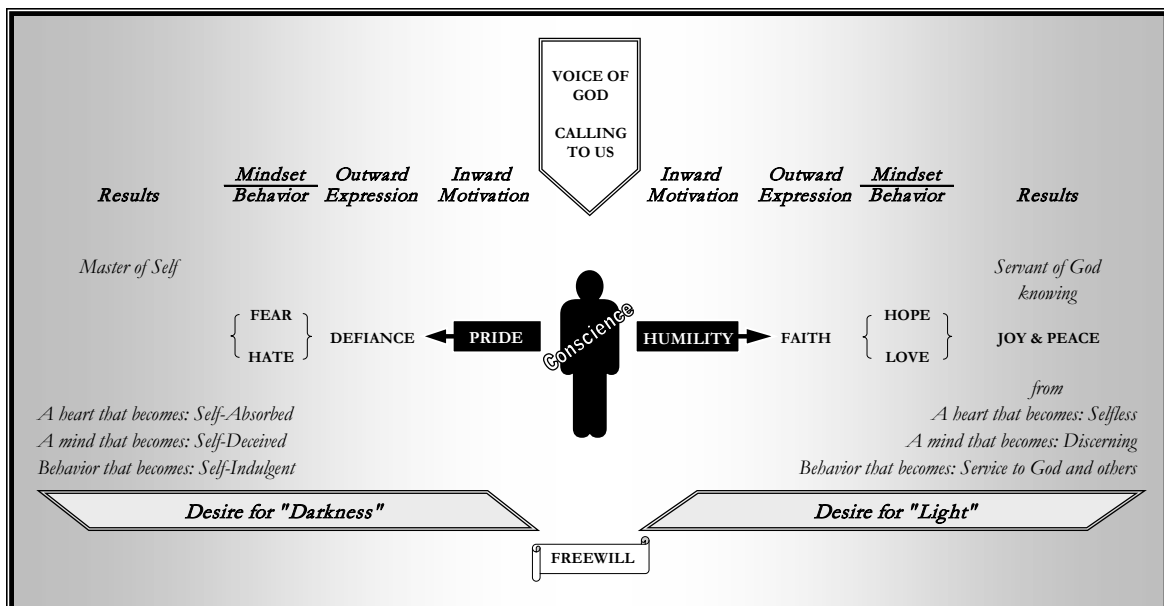 VOICE OF
GOD
CALLING
TO US
Results
Mindset
Behavior
Outward
Expression
Inward
Motivation
Inward
Motivation
Outward
Expression
Mindset
Behavior
Results
Master of Self
Servant of God
knowing
FEAR
HATE
DEFIANCE
PRIDE
Conscience
HUMILITY
FAITH
HOPE
LOVE
JOY & PEACE
from
A heart that becomes: Self-Absorbed
A mind that becomes: Self-Deceived
Behavior that becomes: Self-Indulgent
A heart that becomes: Selfless
A mind that becomes: Discerning
Behavior that becomes: Service to God and others
Desire for "Darkness"
Desire for "Light"
FREEWILL